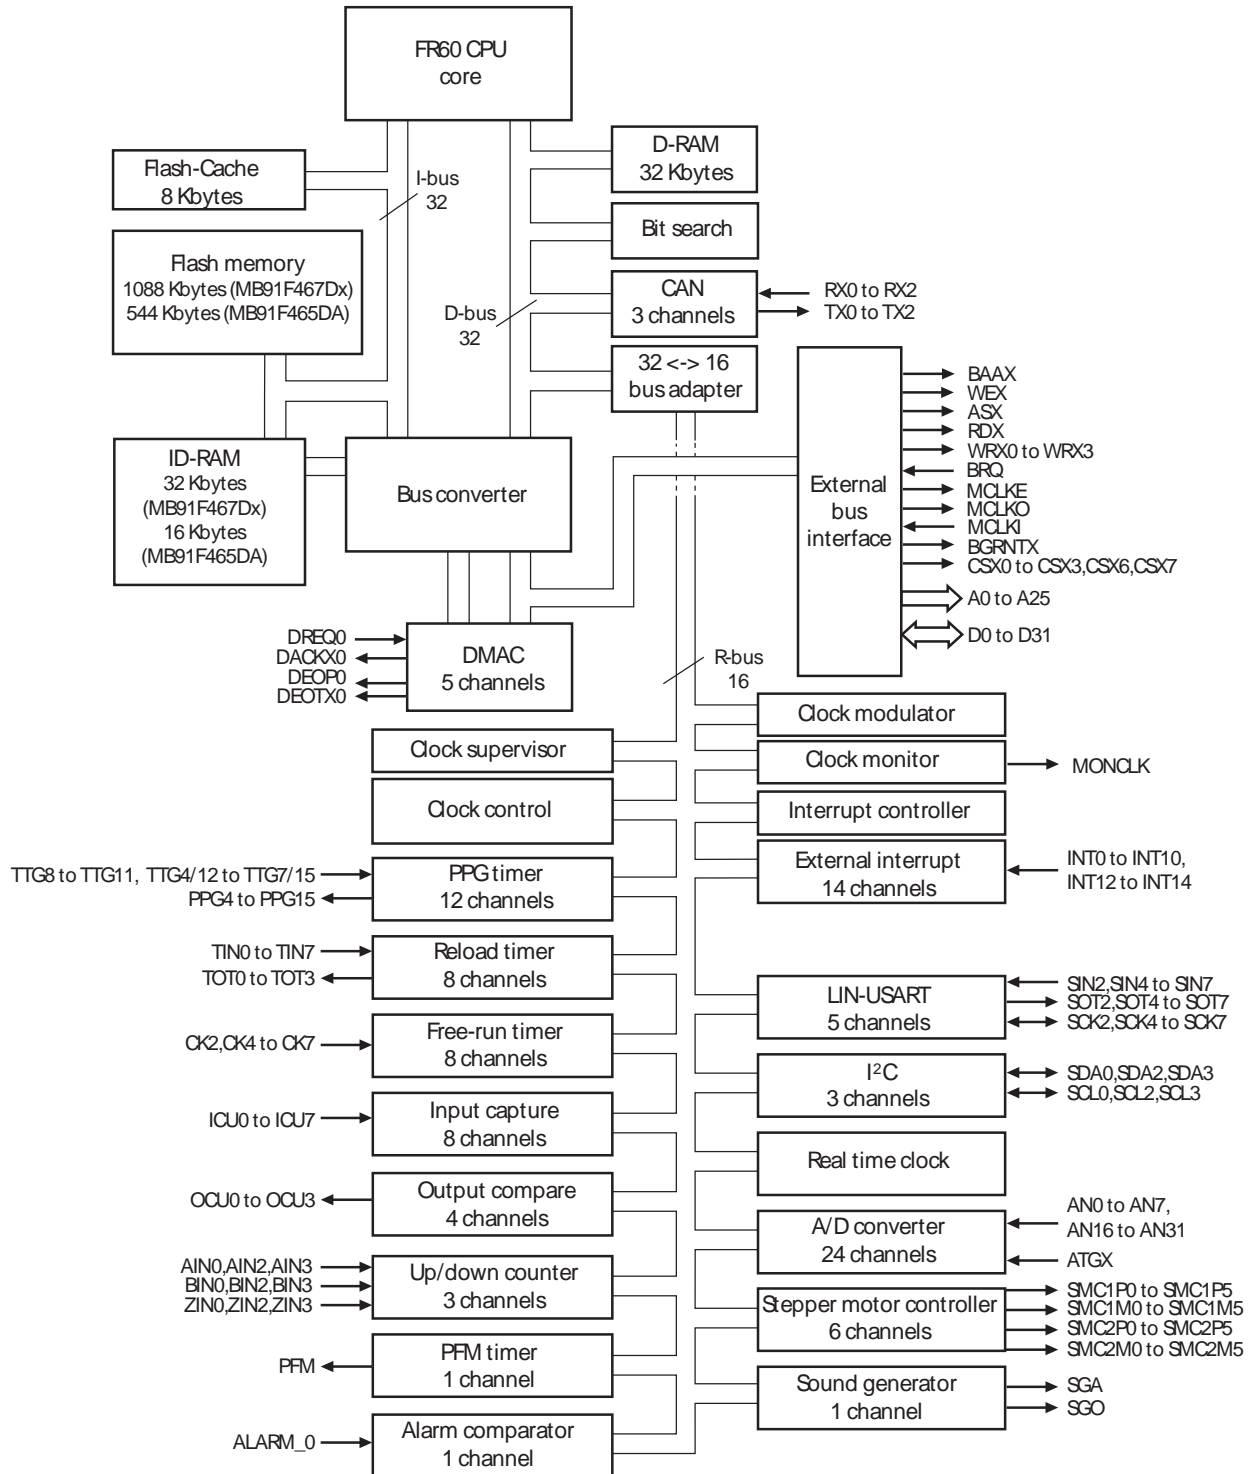 FR60 CPU
core
Flash-Cache
8 Kbytes
I-bus
32
D-RAM
32 Kbytes
Bit search
Flash memory
1088 Kbytes (MB91F467Dx)
544 Kbytes (MB91F465DA)
CAN
3 channels
RX0 to RX2
TX0 to TX2
D-bus
32
32 <-> 16
bus adapter
ID-RAM
32 Kbytes
(MB91F467Dx)
16 Kbytes
(MB91F465DA)
Bus converter
External
bus
interface
BAAX
WEX
ASX
RDX
WRX0 to WRX3
BRQ
MCLKE
MCLKO
MCLKI
BGRNTX
CSX0 to CSX3,CSX6,CSX7
A0 to A25
D0 to D31
DREQ0
DACKX0
DEOP0
DEOTX0
DMAC
5 channels
R-bus
16
Clock modulator
Clock supervisor
Clock monitor
MONCLK
Clock control
Interrupt controller
TTG8 to TTG11, TTG4/12 to TTG7/15
PPG4 to PPG15
PPG timer
12 channels
External interrupt
14 channels
INT0 to INT10,
INT12 to INT14
TIN0 to TIN7
TOT0 to TOT3
Reload timer
8 channels
LIN-USART
5 channels
SIN2,SIN4 to SIN7
SOT2,SOT4 to SOT7
SCK2,SCK4 to SCK7
CK2,CK4 to CK7
Free-run timer
8 channels
I²C
3 channels
SDA0,SDA2,SDA3
SCL0,SCL2,SCL3
ICU0 to ICU7
Input capture
8 channels
Real time clock
OCU0 to OCU3
Output compare
4 channels
A/D converter
24 channels
AN0 to AN7,
AN16 to AN31
ATGX
AIN0,AIN2,AIN3
BIN0,BIN2,BIN3
ZIN0,ZIN2,ZIN3
Up/down counter
3 channels
Stepper motor controller
6 channels
SMC1P0 to SMC1P5
SMC1M0 to SMC1M5
SMC2P0 to SMC2P5
SMC2M0 to SMC2M5
PFM
PFM timer
1 channel
Sound generator
1 channel
SGA
SGO
ALARM_0
Alarm comparator
1 channel